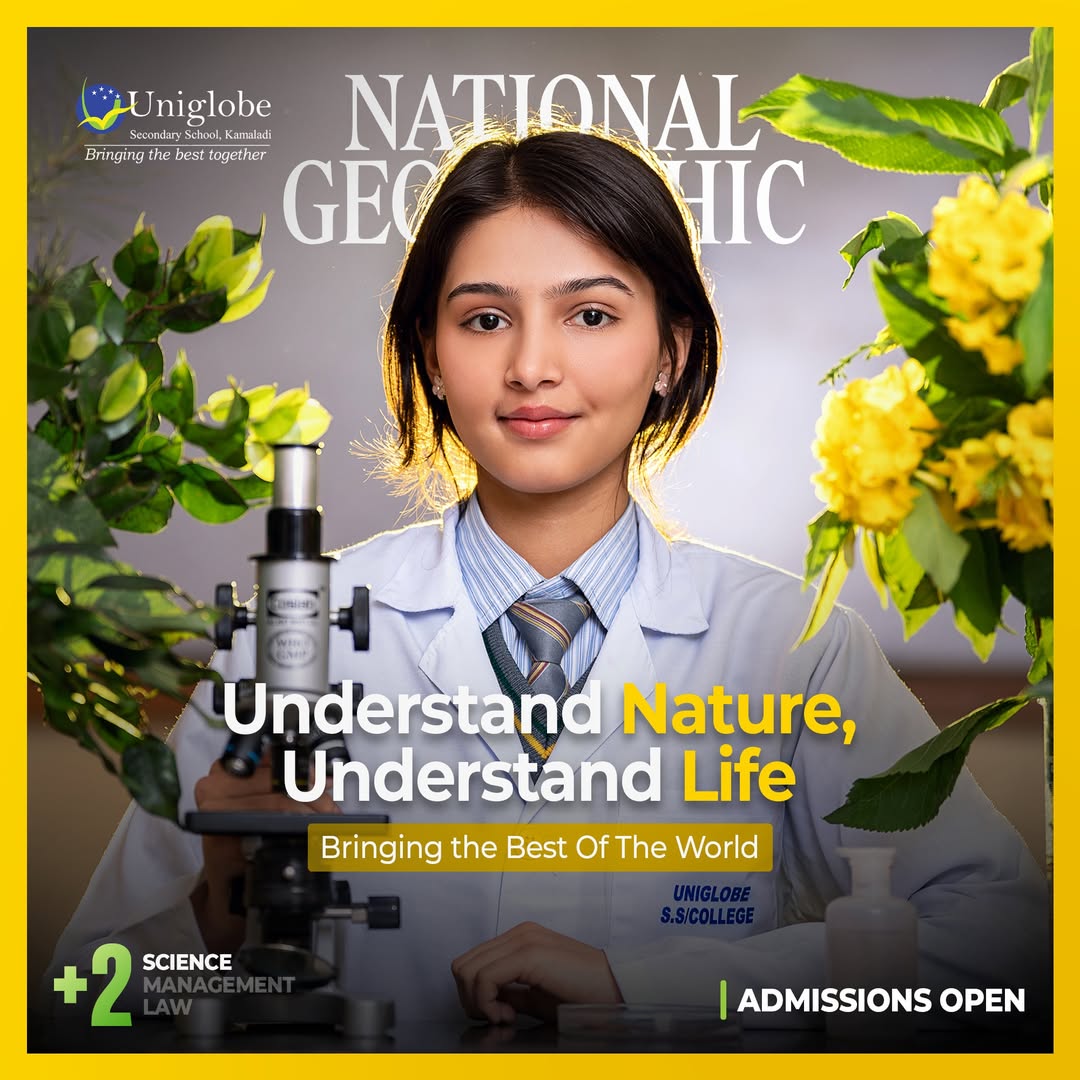 Uniglobe
Secondary School, Kamaladi
Bringing the best together
NATIONAL
GEOGRAPHIC
Understand Nature,
Understand Life
Bringing the Best Of The World
UNIGLOBE
S.S/COLLEGE
+2
SCIENCE
MANAGEMENT
LAW
ADMISSIONS OPEN